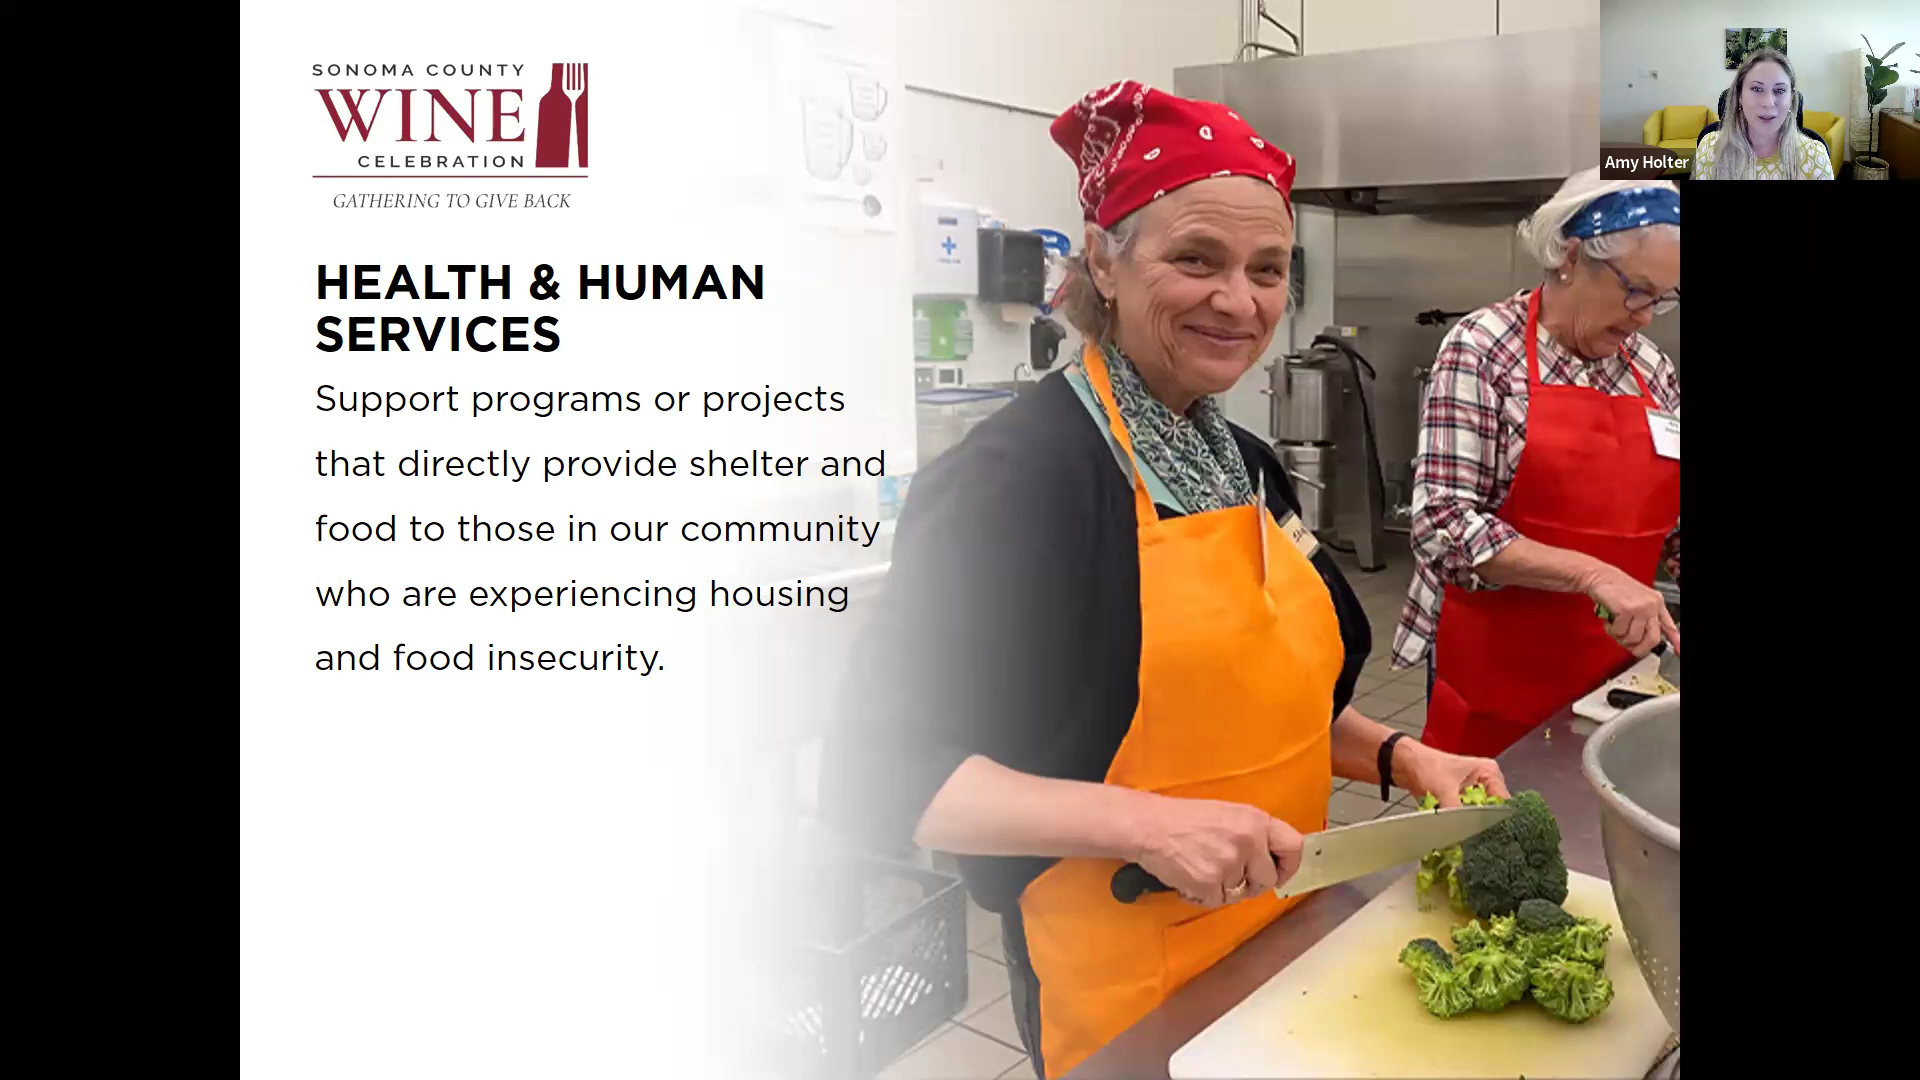 SONOMA COUNTY
WINE
CELEBRATION
GATHERING TO GIVE BACK
HEALTH & HUMAN
SERVICES
Support programs or projects
that directly provide shelter and
food to those in our community
who are experiencing housing
and food insecurity.
Amy Holter